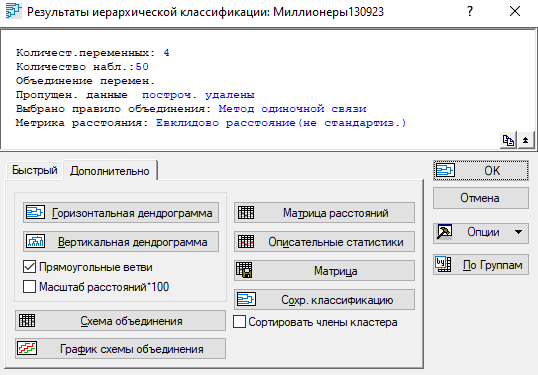 Результаты иерархической классификации: Миллионеры130923
Количест.переменных: 4
Количество набл.:50
Объединение перемен.
Пропущен. данные построч. удалены
Выбрано правило объединения: Метод одиночной связи
Метрика расстояния: Евклидово расстояние(не стандартиз.)
Быстрый Дополнительно
Горизонтальная дендрограмма
Вертикальная дендрограмма
Прямоугольные ветви
Масштаб расстояний*100
Схема объединения
График схемы объединения
Матрица расстояний
Описательные статистики
Матрица
Сохр. классификацию
Сортировать члены кластера
OK
Отмена
Опции
По Группам